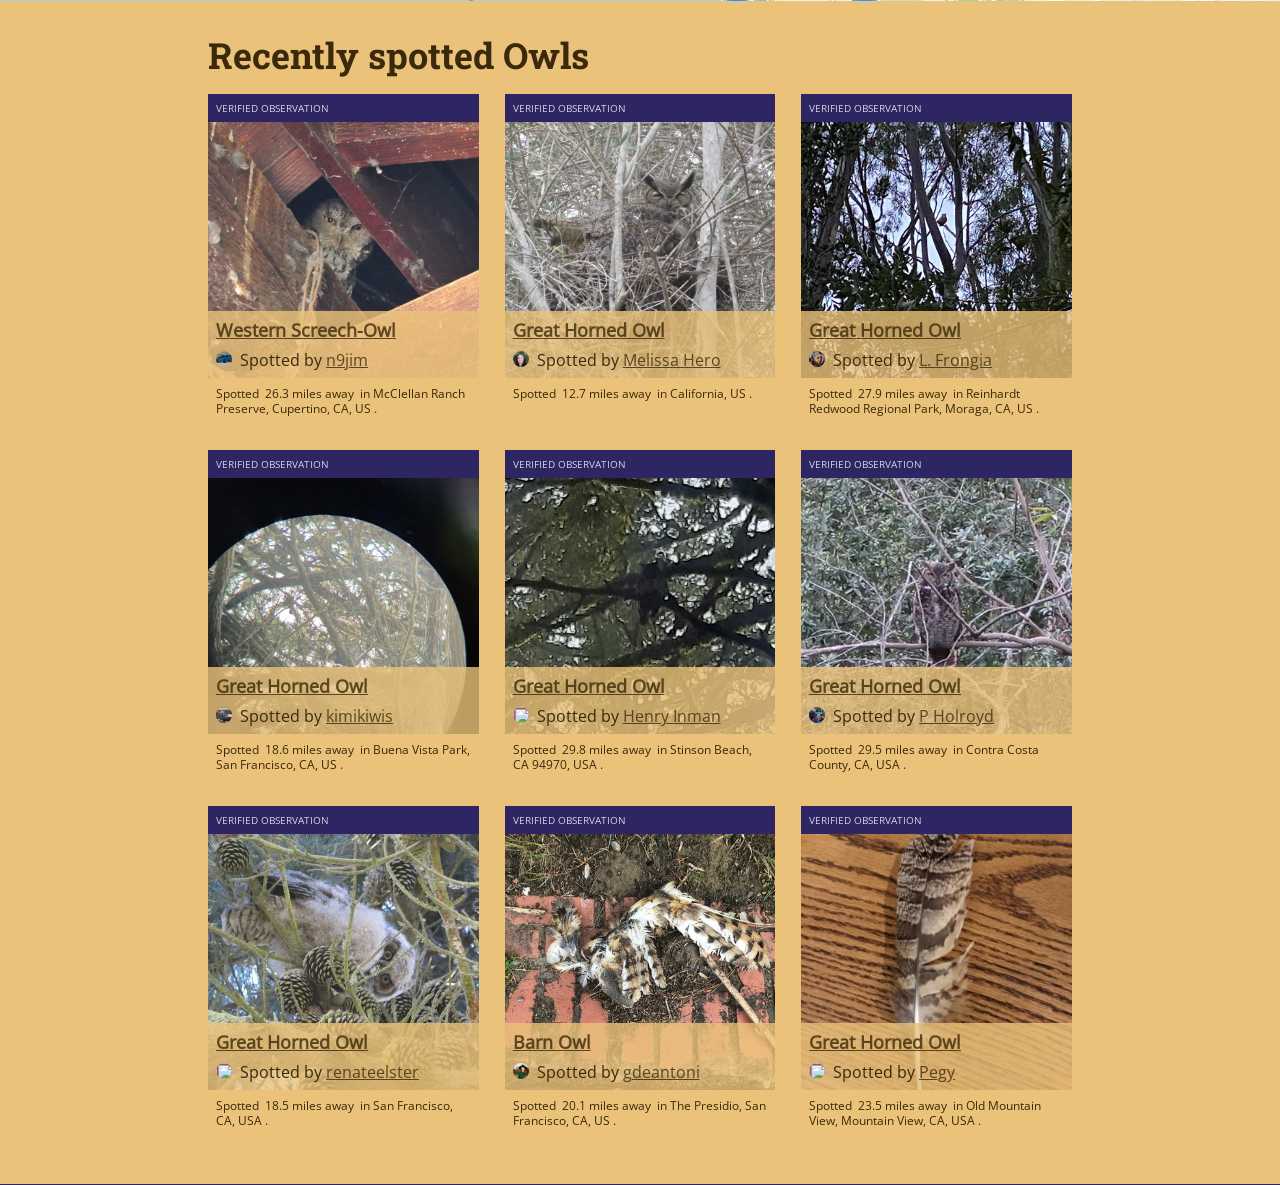 Recently spotted Owls
VERIFIED OBSERVATION
Western Screech-Owl
Spotted by n9jim
Spotted 26.3 miles away in McClellan Ranch
Preserve, Cupertino, CA, US .
VERIFIED OBSERVATION
Great Horned Owl
Spotted by Melissa Hero
Spotted 12.7 miles away in California, US .
VERIFIED OBSERVATION
Great Horned Owl
Spotted by L. Frongia
Spotted 27.9 miles away in Reinhardt
Redwood Regional Park, Moraga, CA, US .
VERIFIED OBSERVATION
Great Horned Owl
Spotted by kimikiwis
Spotted 18.6 miles away in Buena Vista Park,
San Francisco, CA, US .
VERIFIED OBSERVATION
Great Horned Owl
Spotted by Henry Inman
Spotted 29.8 miles away in Stinson Beach,
CA 94970, USA .
VERIFIED OBSERVATION
Great Horned Owl
Spotted by P Holroyd
Spotted 29.5 miles away in Contra Costa
County, CA, USA .
VERIFIED OBSERVATION
Great Horned Owl
Spotted by renateelster
Spotted 18.5 miles away in San Francisco,
CA, USA .
VERIFIED OBSERVATION
Barn Owl
Spotted by gdeantoni
Spotted 20.1 miles away in The Presidio, San
Francisco, CA, US .
VERIFIED OBSERVATION
Great Horned Owl
Spotted by Pegy
Spotted 23.5 miles away in Old Mountain
View, Mountain View, CA, USA .